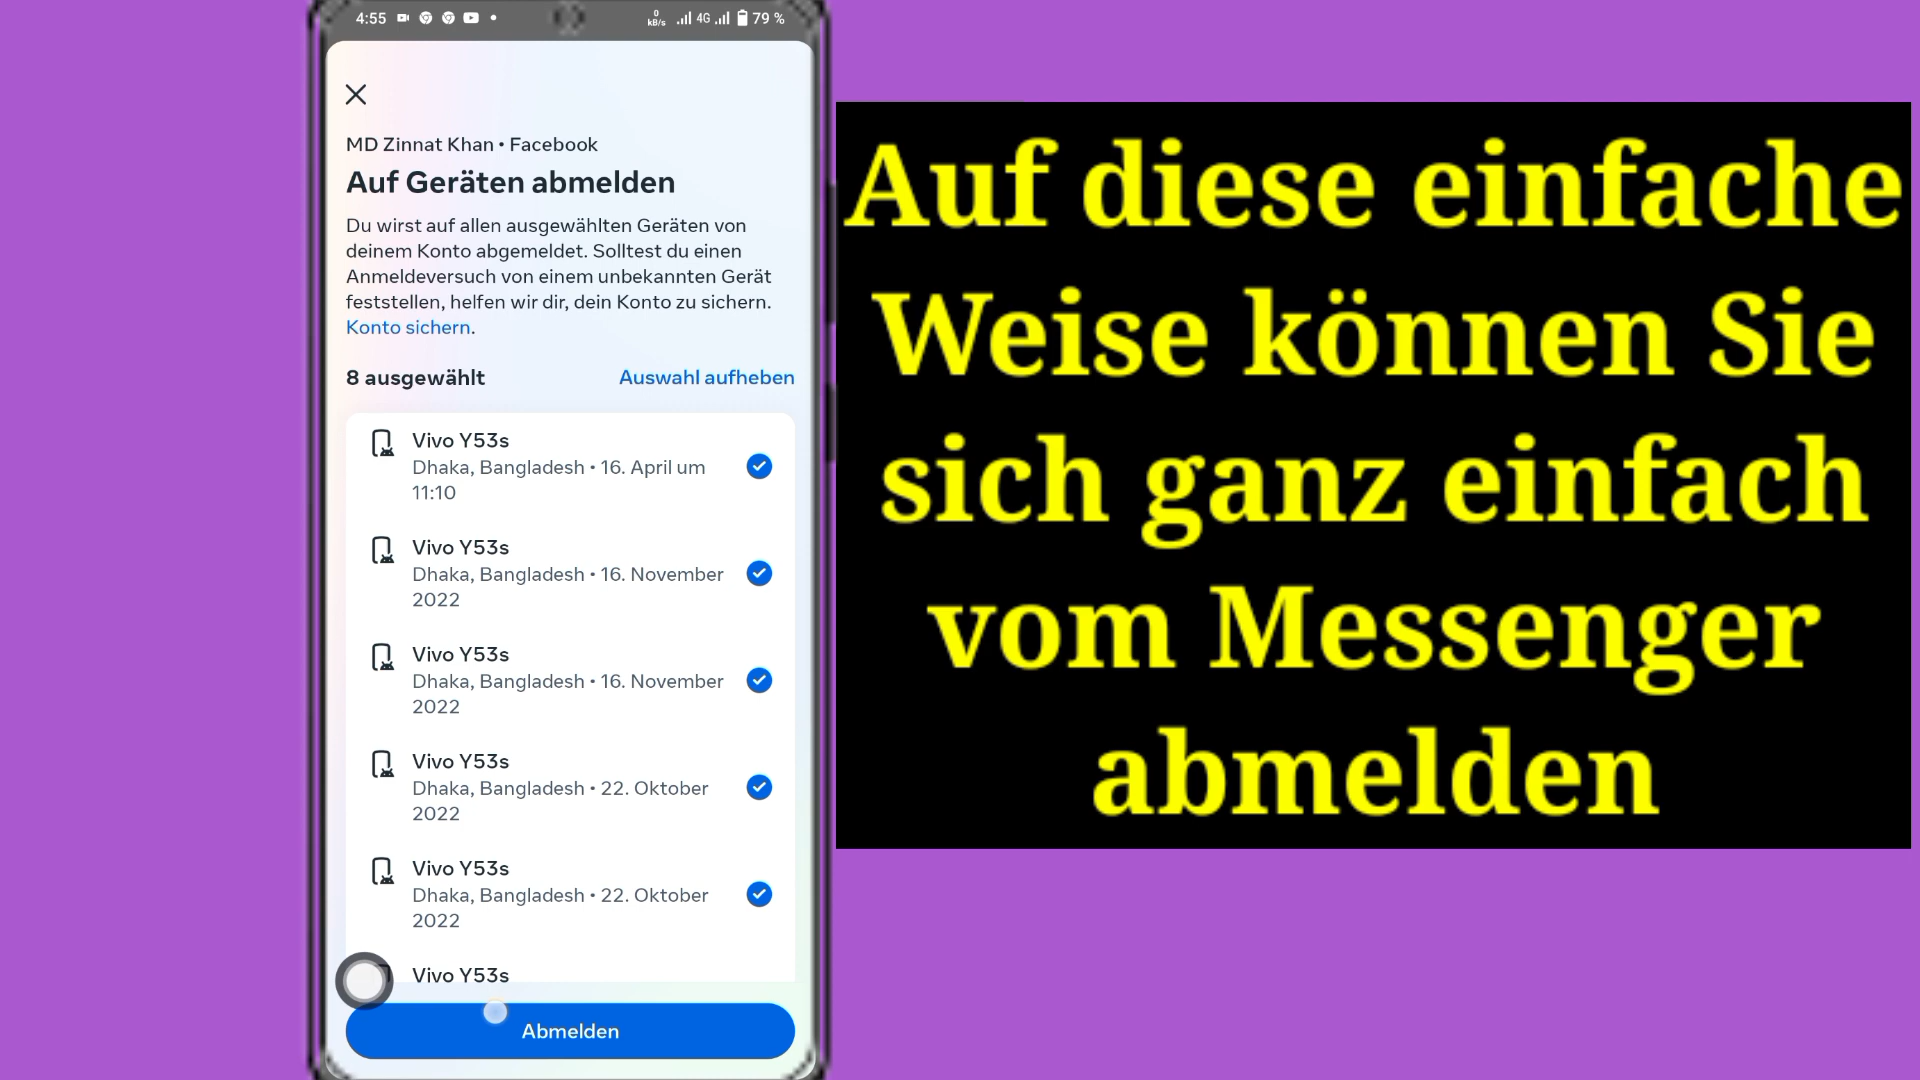 4:55
0 kB/s 4G 79 %
MD Zinnat Khan • Facebook
Auf Geräten abmelden
Du wirst auf allen ausgewählten Geräten von
deinem Konto abgemeldet. Solltest du einen
Anmeldeversuch von einem unbekannten Gerät
feststellen, helfen wir dir, dein Konto zu sichern.
Konto sichern.
8 ausgewählt
Auswahl aufheben
Vivo Y53s
Dhaka, Bangladesh • 16. April um
11:10
Vivo Y53s
Dhaka, Bangladesh • 16. November
2022
Vivo Y53s
Dhaka, Bangladesh • 16. November
2022
Vivo Y53s
Dhaka, Bangladesh • 22. Oktober
2022
Vivo Y53s
Dhaka, Bangladesh • 22. Oktober
2022
Vivo Y53s
Abmelden
Auf diese einfache
Weise können Sie
sich ganz einfach
vom Messenger
abmelden